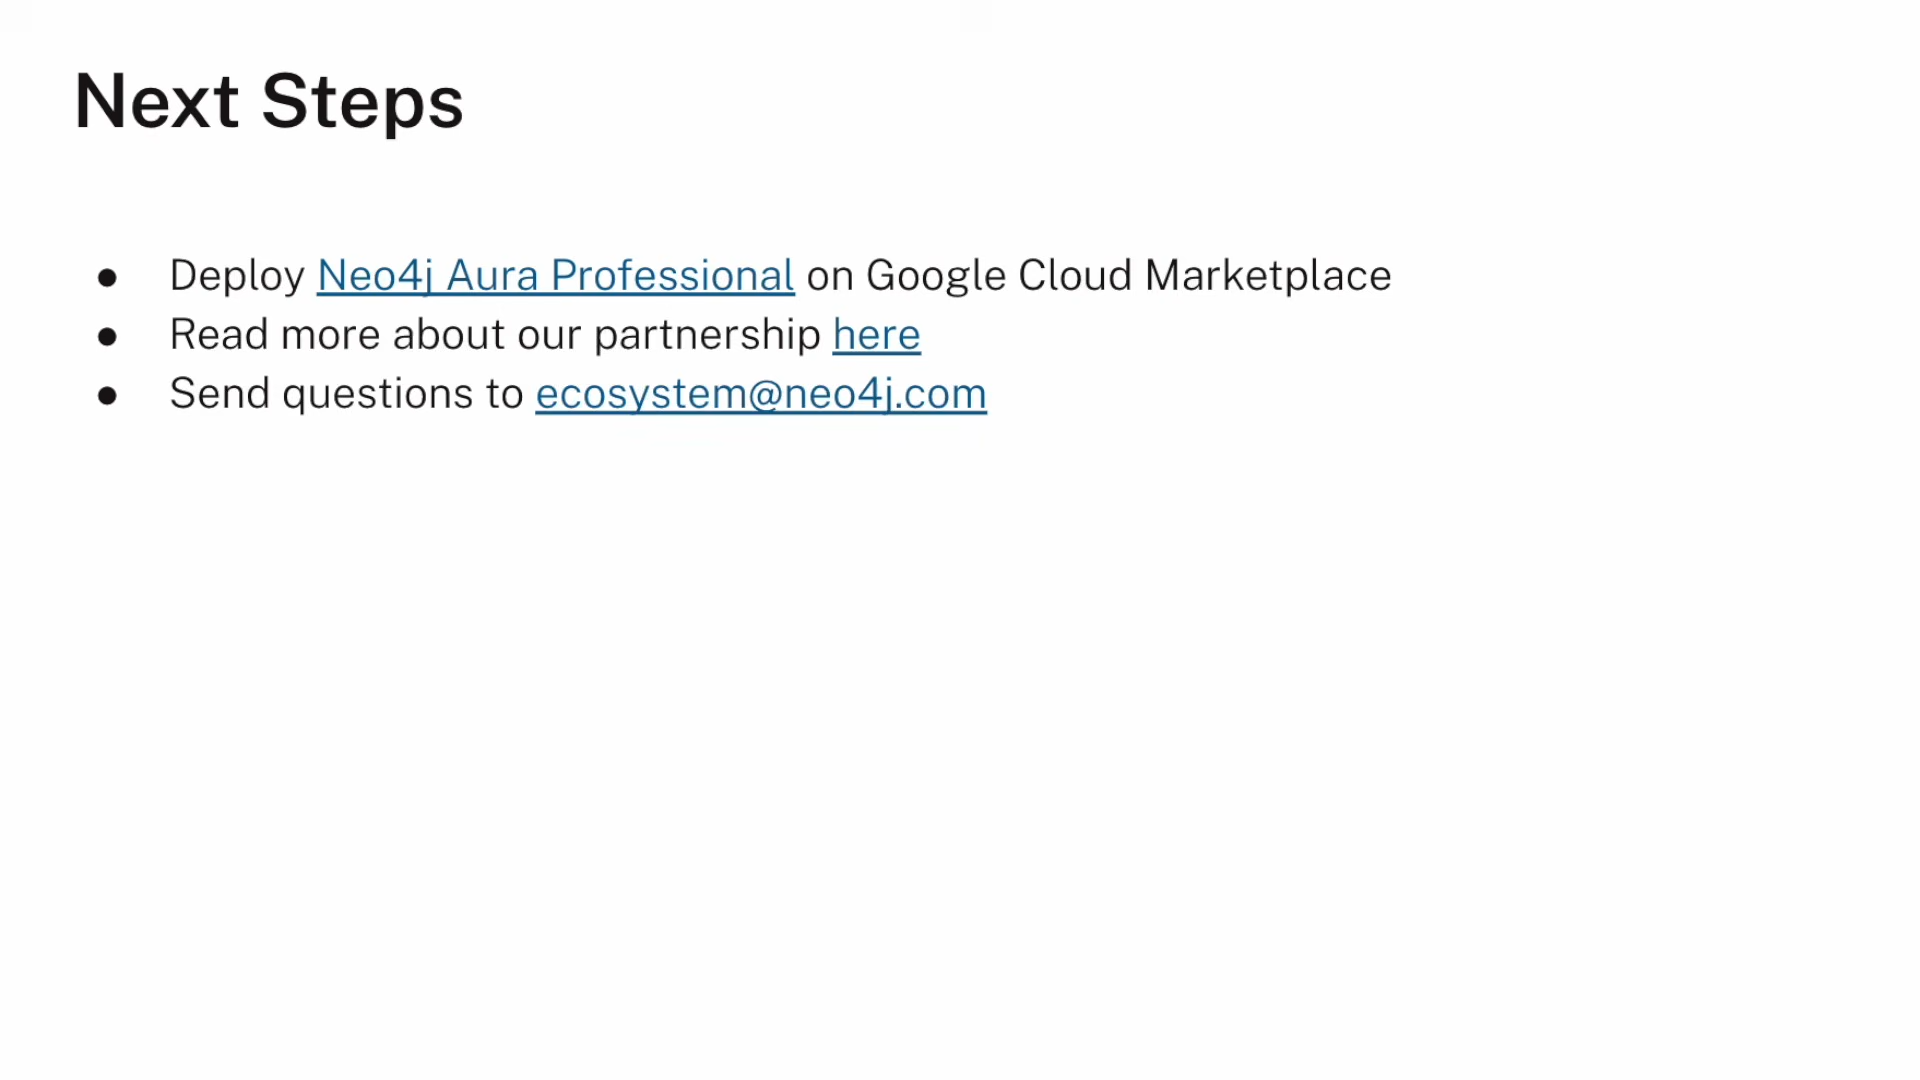 Next Steps
● Deploy Neo4j Aura Professional on Google Cloud Marketplace
● Read more about our partnership here
● Send questions to ecosystem@neo4j.com